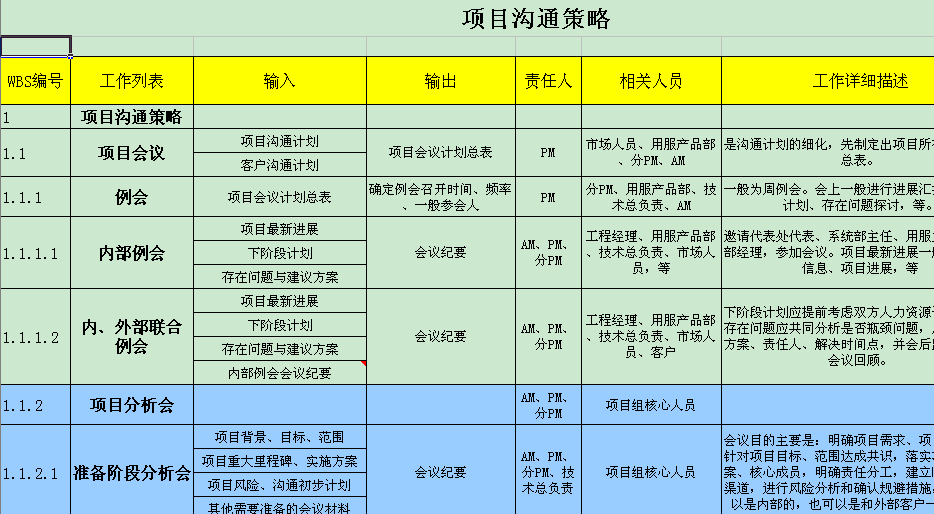 项目沟通策略
WBS编号 工作列表 输入 输出 责任人 相关人员 工作详细描述
1 项目沟通策略
1.1 项目会议
项目沟通计划
客户沟通计划
项目会议计划总表
PM
市场人员、用服产品部
、分PM、AM
是沟通计划的细化，先制定出项目所
总表。
1.1.1 例会
项目会议计划总表
确定例会召开时间、频率
、一般参会人
PM
分PM、用服产品部、技
术总负责、AM
一般为周例会。会上一般进行进展汇
计划、存在问题探讨，等。
1.1.1.1 内部例会
项目最新进展
下阶段计划
存在问题与建议方案
会议纪要
AM、PM、
分PM
工程经理、用服产品部
、技术总负责、市场人
员，等
邀请代表处代表、系统部主任、用服
部经理，参加会议。项目最新进展一
信息、项目进展，等
1.1.1.2 内、外部联合
例会
项目最新进展
下阶段计划
存在问题与建议方案
内部例会会议纪要
会议纪要
AM、PM、
分PM
工程经理、用服产品部
、技术总负责、市场人
员、客户
下阶段计划应提前考虑双方人力资源
存在问题应共同分析是否瓶颈问题，
方案、责任人、解决时间点，并会后
会议回顾。
1.1.2 项目分析会
AM、PM、
分PM
项目组核心人员
1.1.2.1 准备阶段分析会
项目背景、目标、范围
项目重大里程碑、实施方案
项目风险、沟通初步计划
其他需要准备的会议材料
会议纪要
AM、PM、
分PM、技
术总负责
项目组核心人员
会议目的主要是：明确项目需求、项
针对项目目标、范围达成共识，落实
案、核心成员，明确责任分工，建立
渠道，进行风险分析和确认规避措施
以是内部的，也可以是和外部客户一